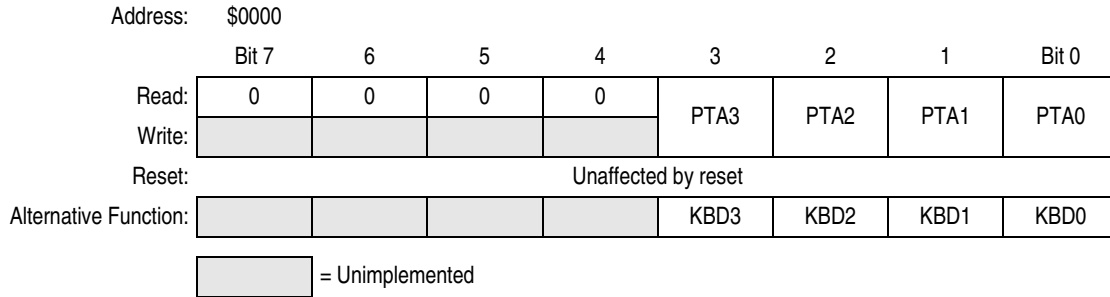 Address: $0000
Bit 7 6 5 4 3 2 1 Bit 0
Read: 0 0 0 0 PTA3 PTA2 PTA1 PTA0
Write:
Reset: Unaffected by reset
Alternative Function: KBD3 KBD2 KBD1 KBD0
= Unimplemented